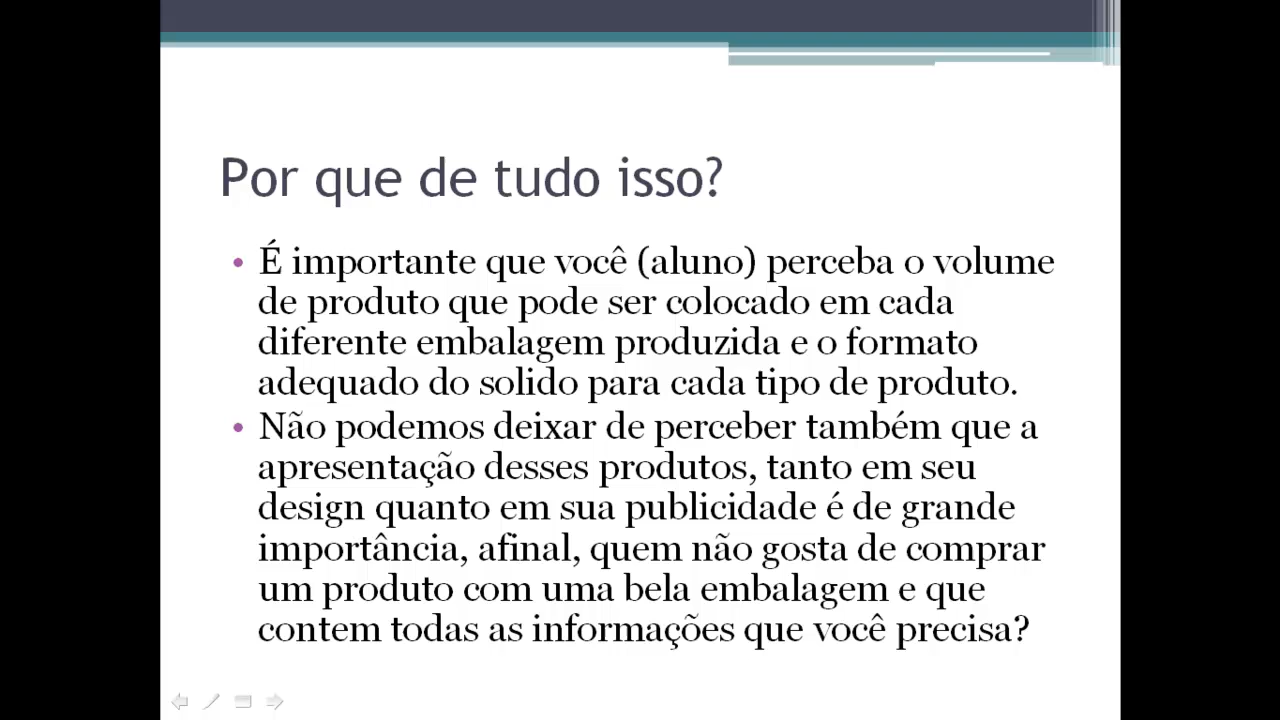 Por que de tudo isso?
• É importante que você (aluno) perceba o volume
de produto que pode ser colocado em cada
diferente embalagem produzida e o formato
adequado do solido para cada tipo de produto.
• Não podemos deixar de perceber também que a
apresentação desses produtos, tanto em seu
design quanto em sua publicidade é de grande
importância, afinal, quem não gosta de comprar
um produto com uma bela embalagem e que
contem todas as informações que você precisa?